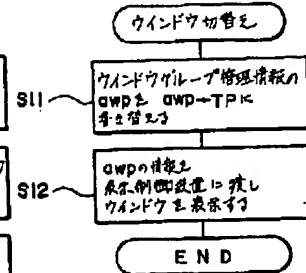 ウインドウ切替え
S11
ウインドウグループ管理情報の
awpを awp→TPに
書き替える
S12
awpの情報を
表示制御装置に渡し
ウインドウを表示する
END